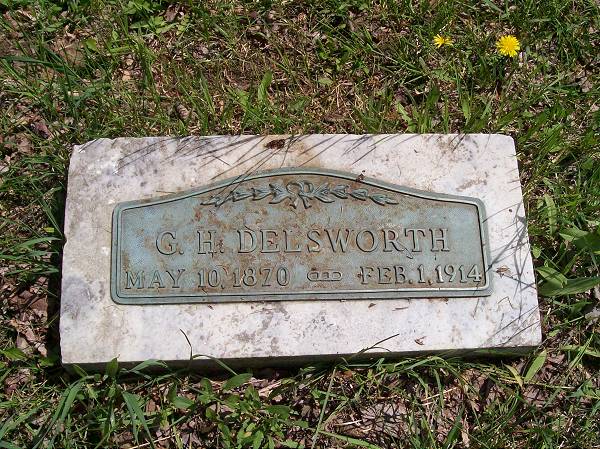 G. H. DELSWORTH
MAY 10, 1870 FEB. 1, 1914